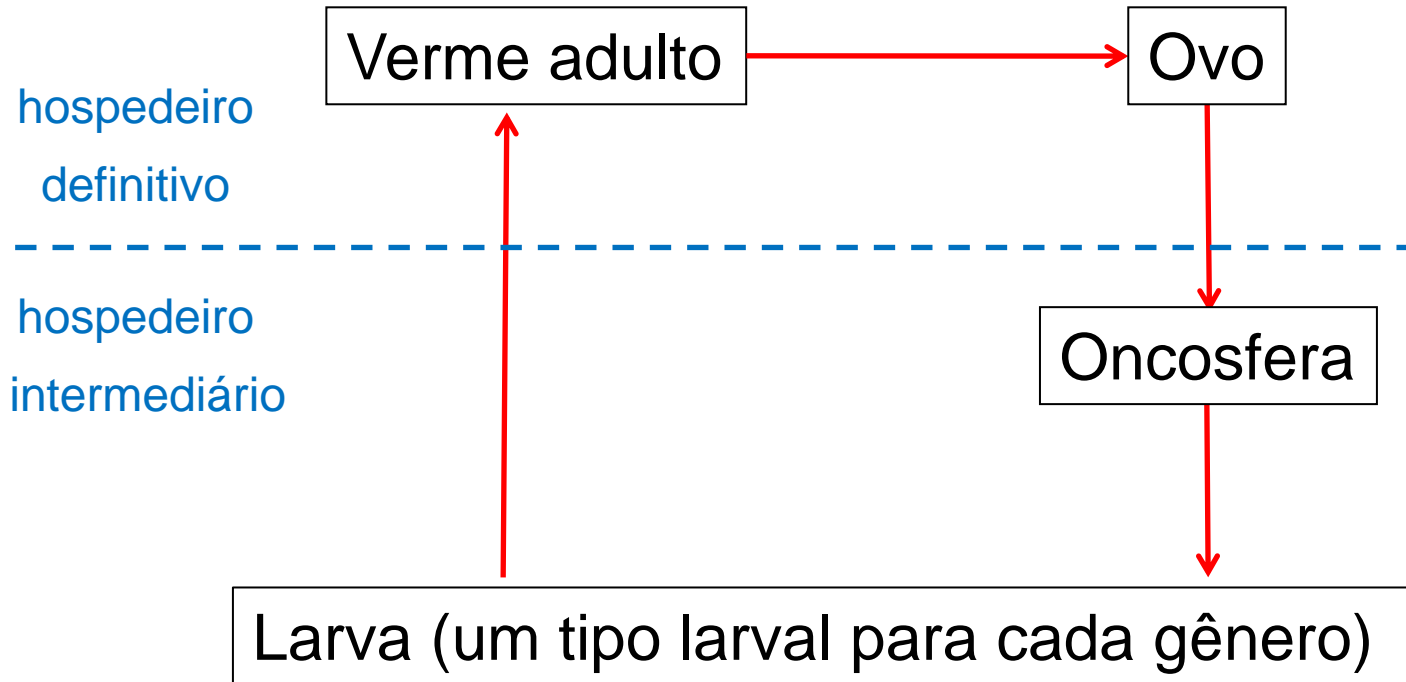 Verme adulto
Ovo
hospedeiro
definitivo
hospedeiro
intermediário
Oncosfera
Larva (um tipo larval para cada gênero)